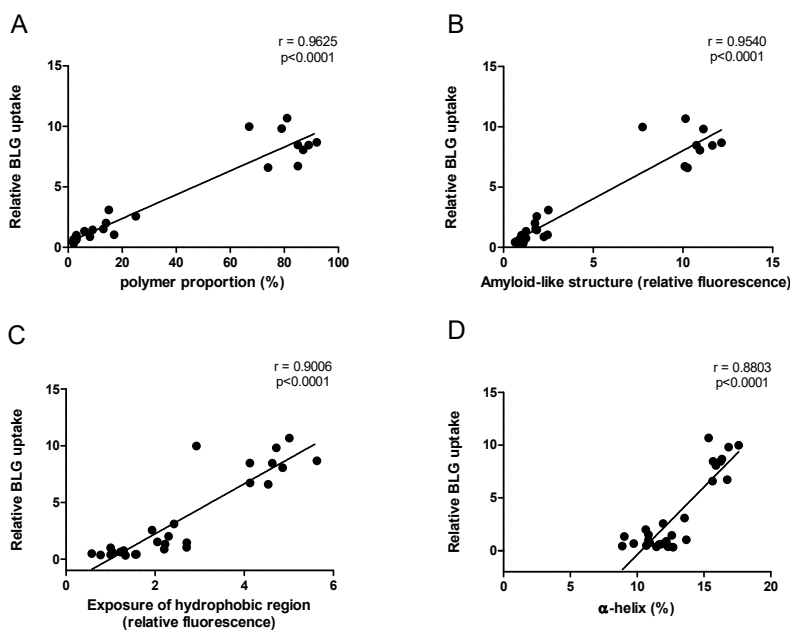 A
r = 0.9625
p<0.0001
15
10
5
0
0 20 40 60 80 100
Relative BLG uptake
polymer proportion (%)
B
r = 0.9540
p<0.0001
15
10
5
0
0 5 10 15
Relative BLG uptake
Amyloid-like structure (relative fluorescence)
C
r = 0.9006
p<0.0001
15
10
5
0
0 2 4 6
Relative BLG uptake
Exposure of hydrophobic region
(relative fluorescence)
D
r = 0.8803
p<0.0001
15
10
5
0
0 5 10 15 20
Relative BLG uptake
α-helix (%)